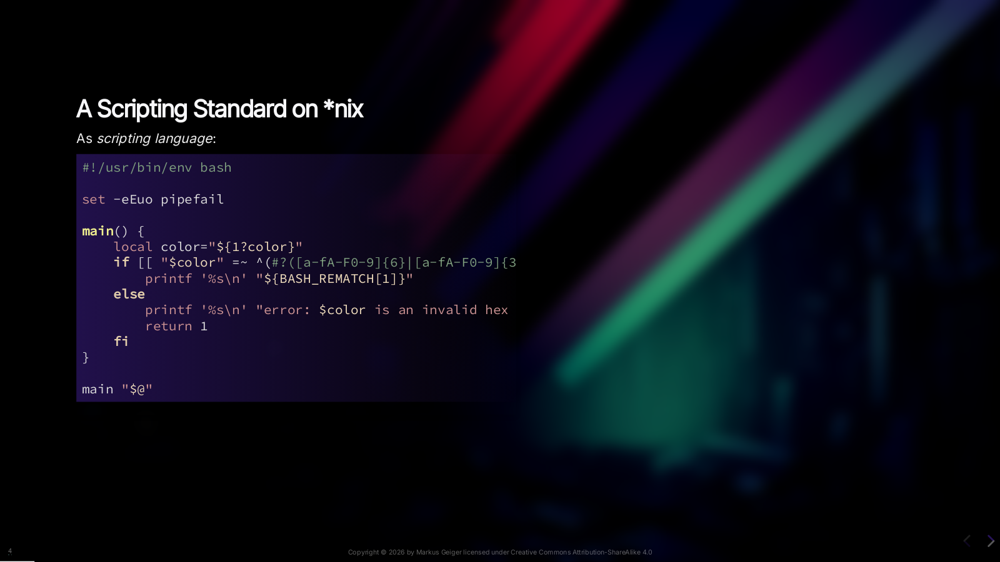 A Scripting Standard on *nix
As scripting language:
#!/usr/bin/env bash
set -eEuo pipefail
main() {
    local color="${1?color}"
    if [[ "$color" =~ ^(#?([a-fA-F0-9]{6}|[a-fA-F0-9]{3
        printf '%s\n' "${BASH_REMATCH[1]}"
    else
        printf '%s\n' "error: $color is an invalid hex
        return 1
    fi
}
main "$@"
4
Copyright © 2026 by Markus Geiger licensed under Creative Commons Attribution-ShareAlike 4.0